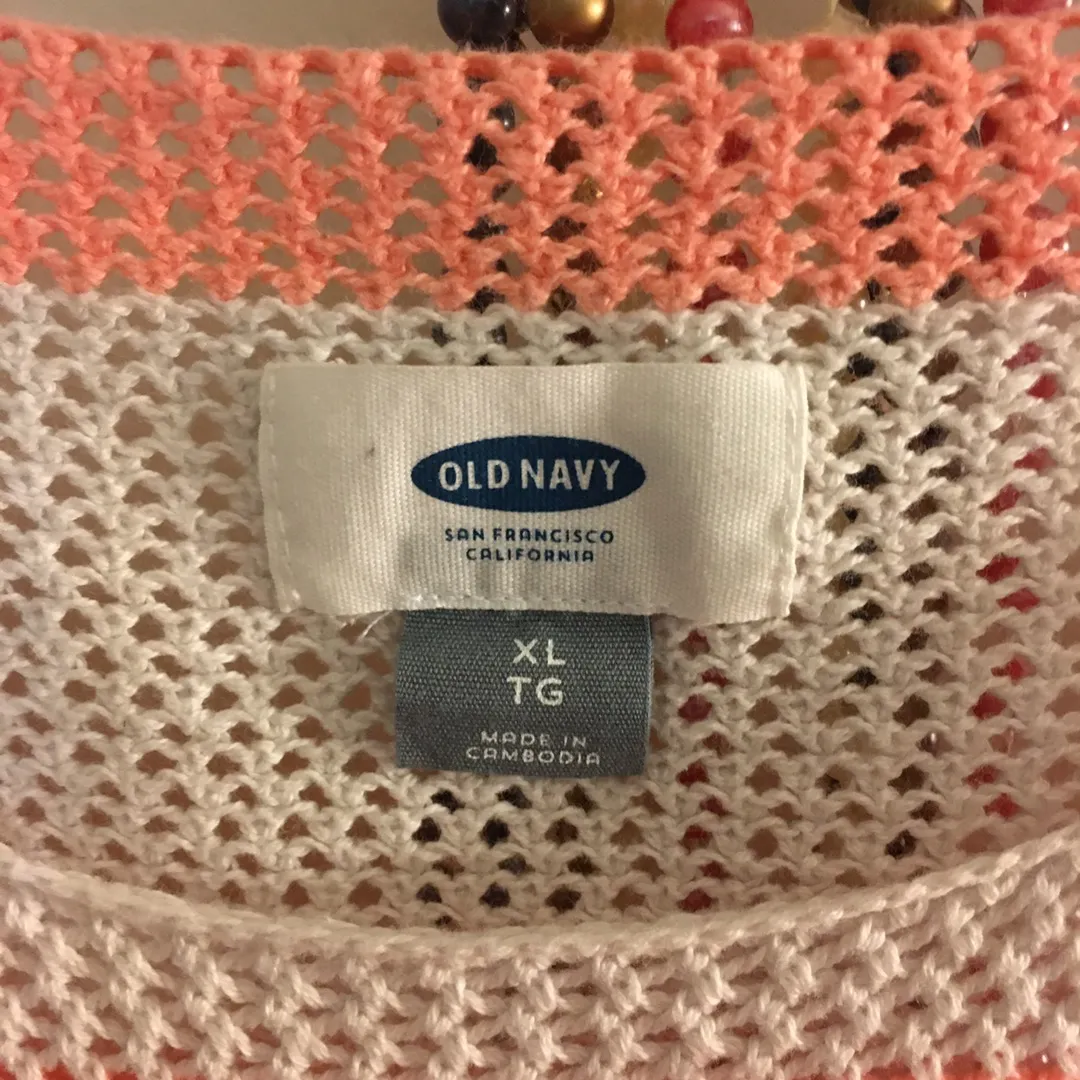 OLD NAVY
SAN FRANCISCO
CALIFORNIA
XL
TG
MADE IN
CAMBODIA